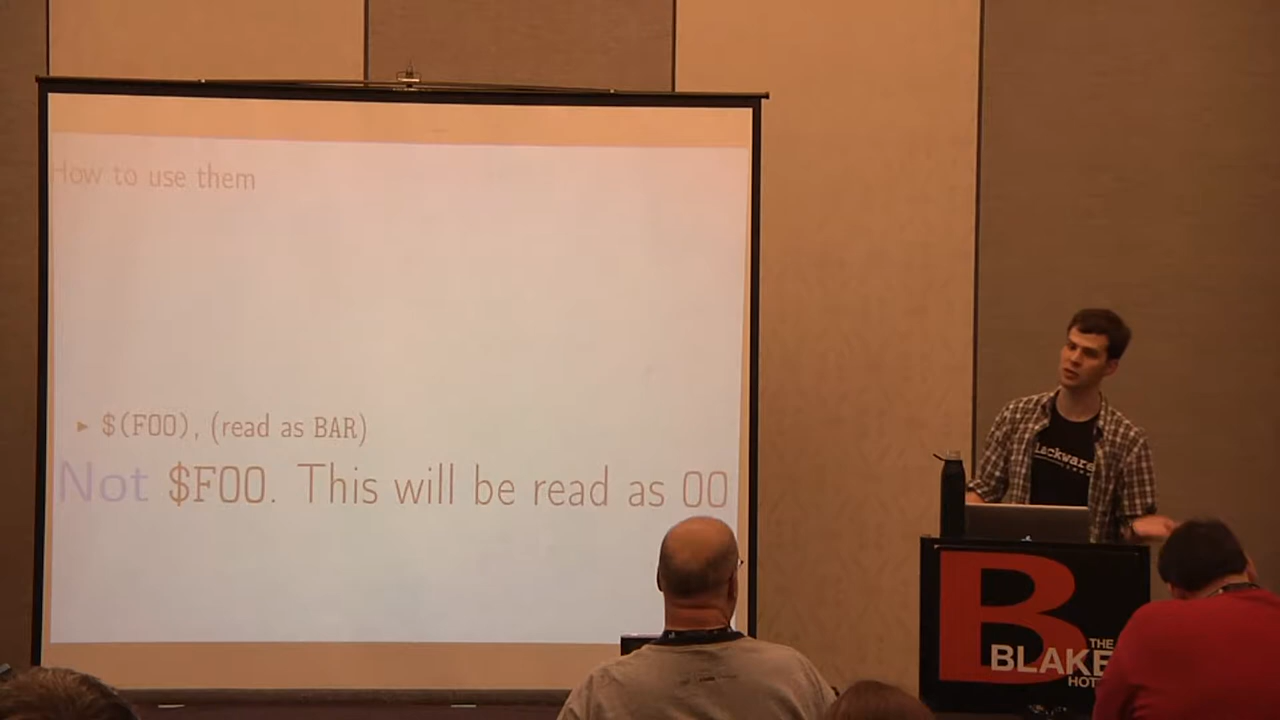 How to use them
▸ $(FOO), (read as BAR)
Not $FOO. This will be read as OO
lackware
B
THE
BLAKE
HOT